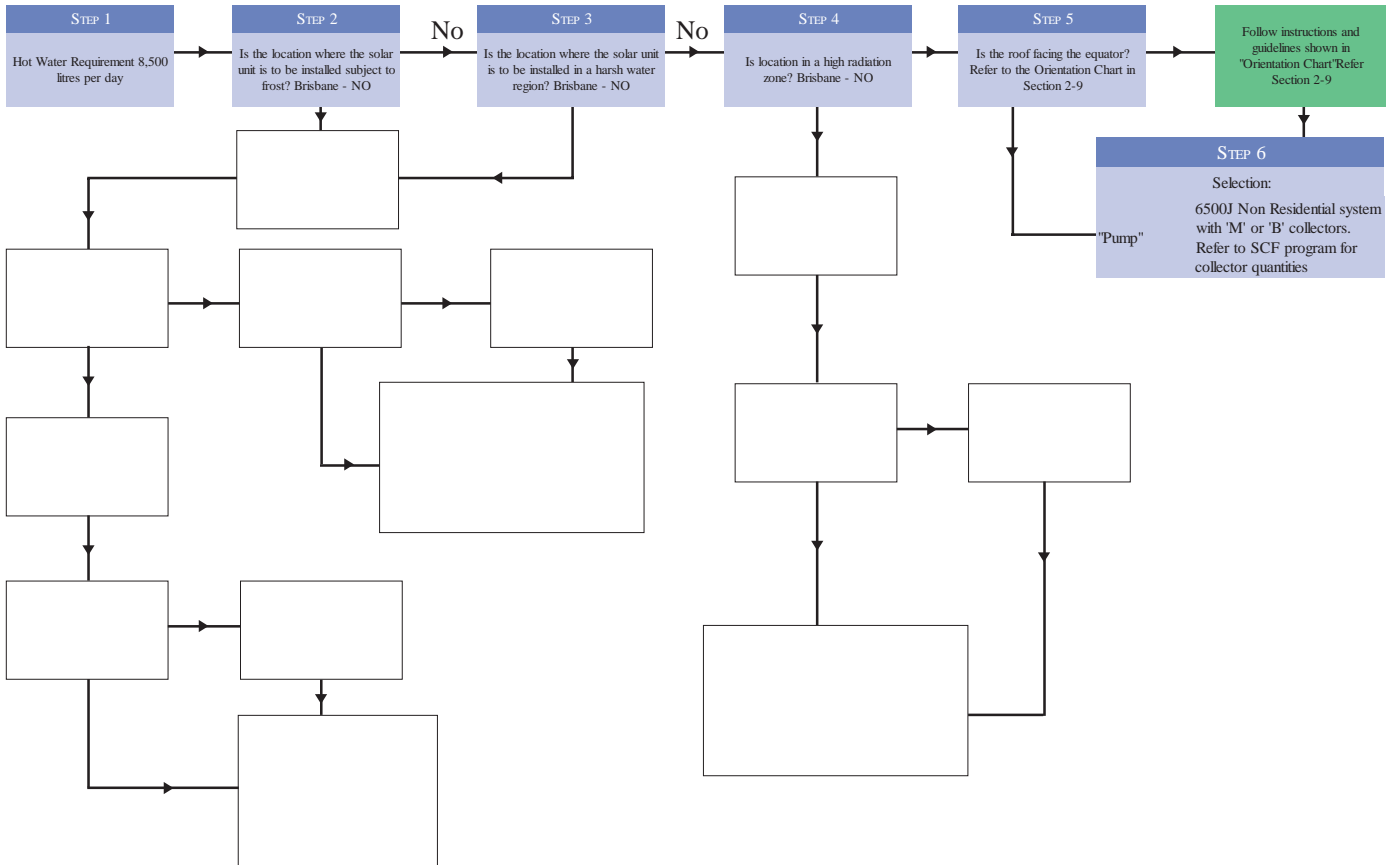 STEP 1
Hot Water Requirement 8,500
litres per day
STEP 2
Is the location where the solar
unit is to be installed subject to
frost? Brisbane - NO
No
STEP 3
Is the location where the solar unit
is to be installed in a harsh water
region? Brisbane - NO
No
STEP 4
Is location in a high radiation
zone? Brisbane - NO
STEP 5
Is the roof facing the equator?
Refer to the Orientation Chart in
Section 2-9
Follow instructions and
guidelines shown in
"Orientation Chart"Refer
Section 2-9
STEP 6
Selection:
"Pump"
6500J Non Residential system
with 'M' or 'B' collectors.
Refer to SCF program for
collector quantities